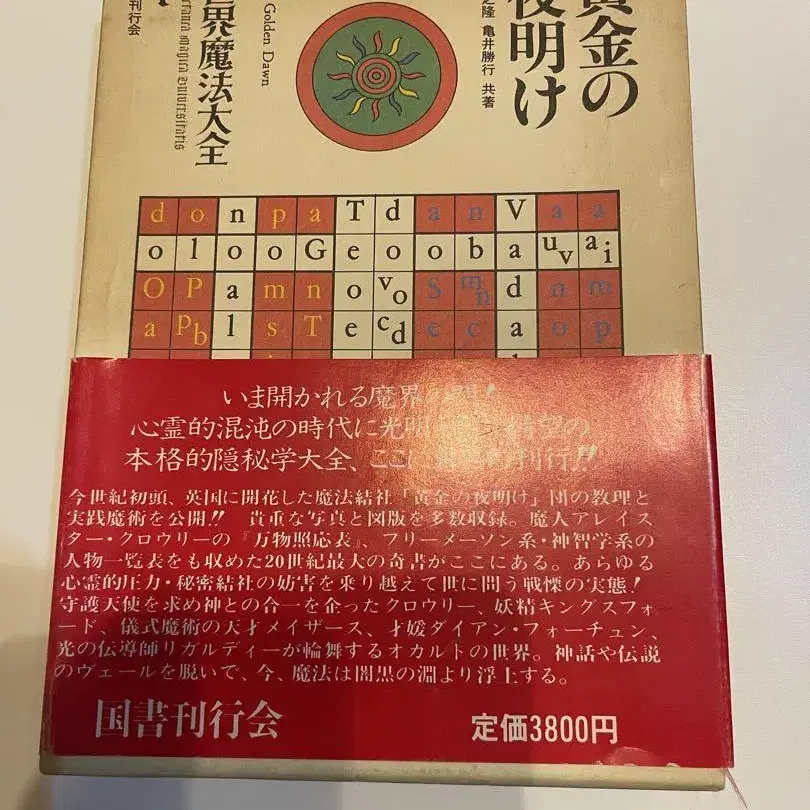 黄金の
夜明け
之隆 亀井勝行 共著
Golden Dawn
世界魔法大全
刊行会
d o n p a T d a n V a a
o l o o G e o o b a uv ai
O P a m n o vo S mn d n m
a pb l s T e cd e c a o p
いま開かれる魔界の
心霊的混沌の時代に光明
本格的隠秘学大全、ここに 刊行!!
今世紀初頭、英国に開花した魔法結社「黄金の夜明け」団の教理と
実践魔術を公開!! 貴重な写真と図版を多数収録。魔人アレイス
ター・クロウリーの『万物照応表』、フリーメーソン系・神智学系の
人物一覧表をも収めた20世紀最大の奇書がここにある。あらゆる
心霊的圧力・秘密結社の妨害を乗り越えて世に問う戦慄の実態!
守護天使を求め神との合一を企ったクロウリー、妖精キングスフォ
ード、儀式魔術の天才メイザース、才媛ダイアン・フォーチュン、
光の伝導師リガルディーが輪舞するオカルトの世界。神話や伝説
のヴェールを脱いで、今、魔法は闇黒の淵より浮上する。
国書刊行会
定価3800円